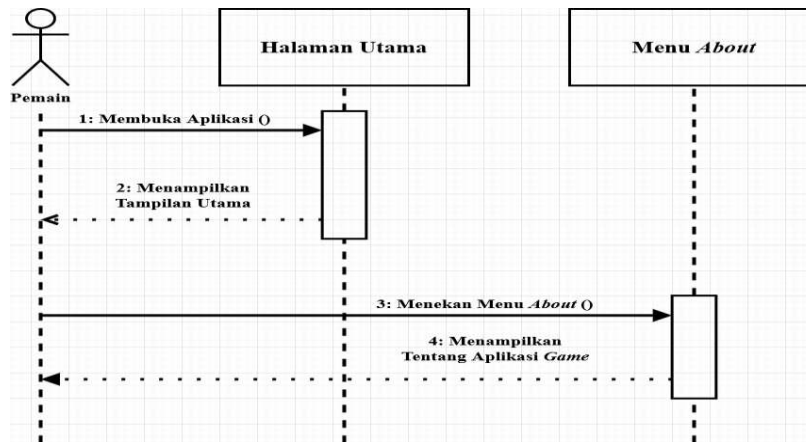 Halaman Utama
Menu About
Pemain
1: Membuka Aplikasi ()
2: Menampilkan
Tampilan Utama
3: Menekan Menu About ()
4: Menampilkan
Tentang Aplikasi Game